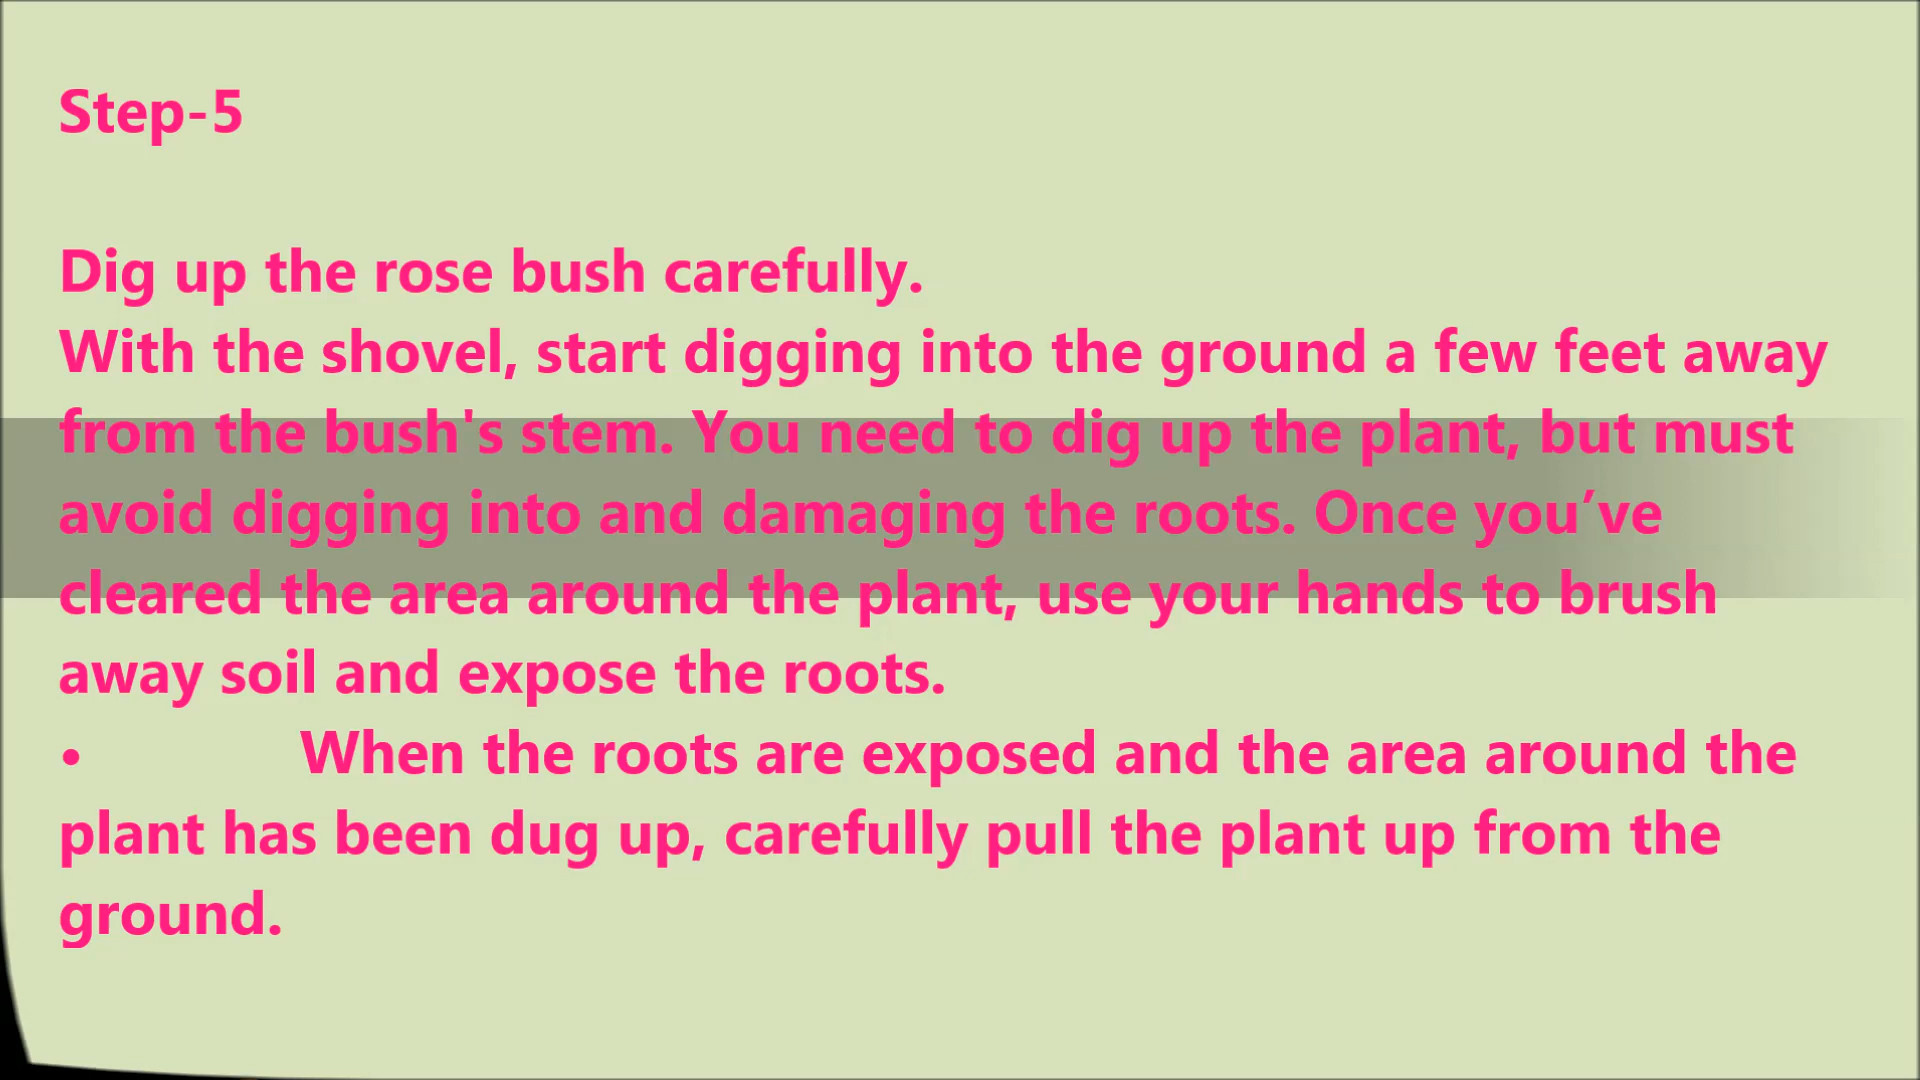 Step-5
Dig up the rose bush carefully.
With the shovel, start digging into the ground a few feet away
from the bush's stem. You need to dig up the plant, but must
avoid digging into and damaging the roots. Once you’ve
cleared the area around the plant, use your hands to brush
away soil and expose the roots.
• When the roots are exposed and the area around the
plant has been dug up, carefully pull the plant up from the
ground.